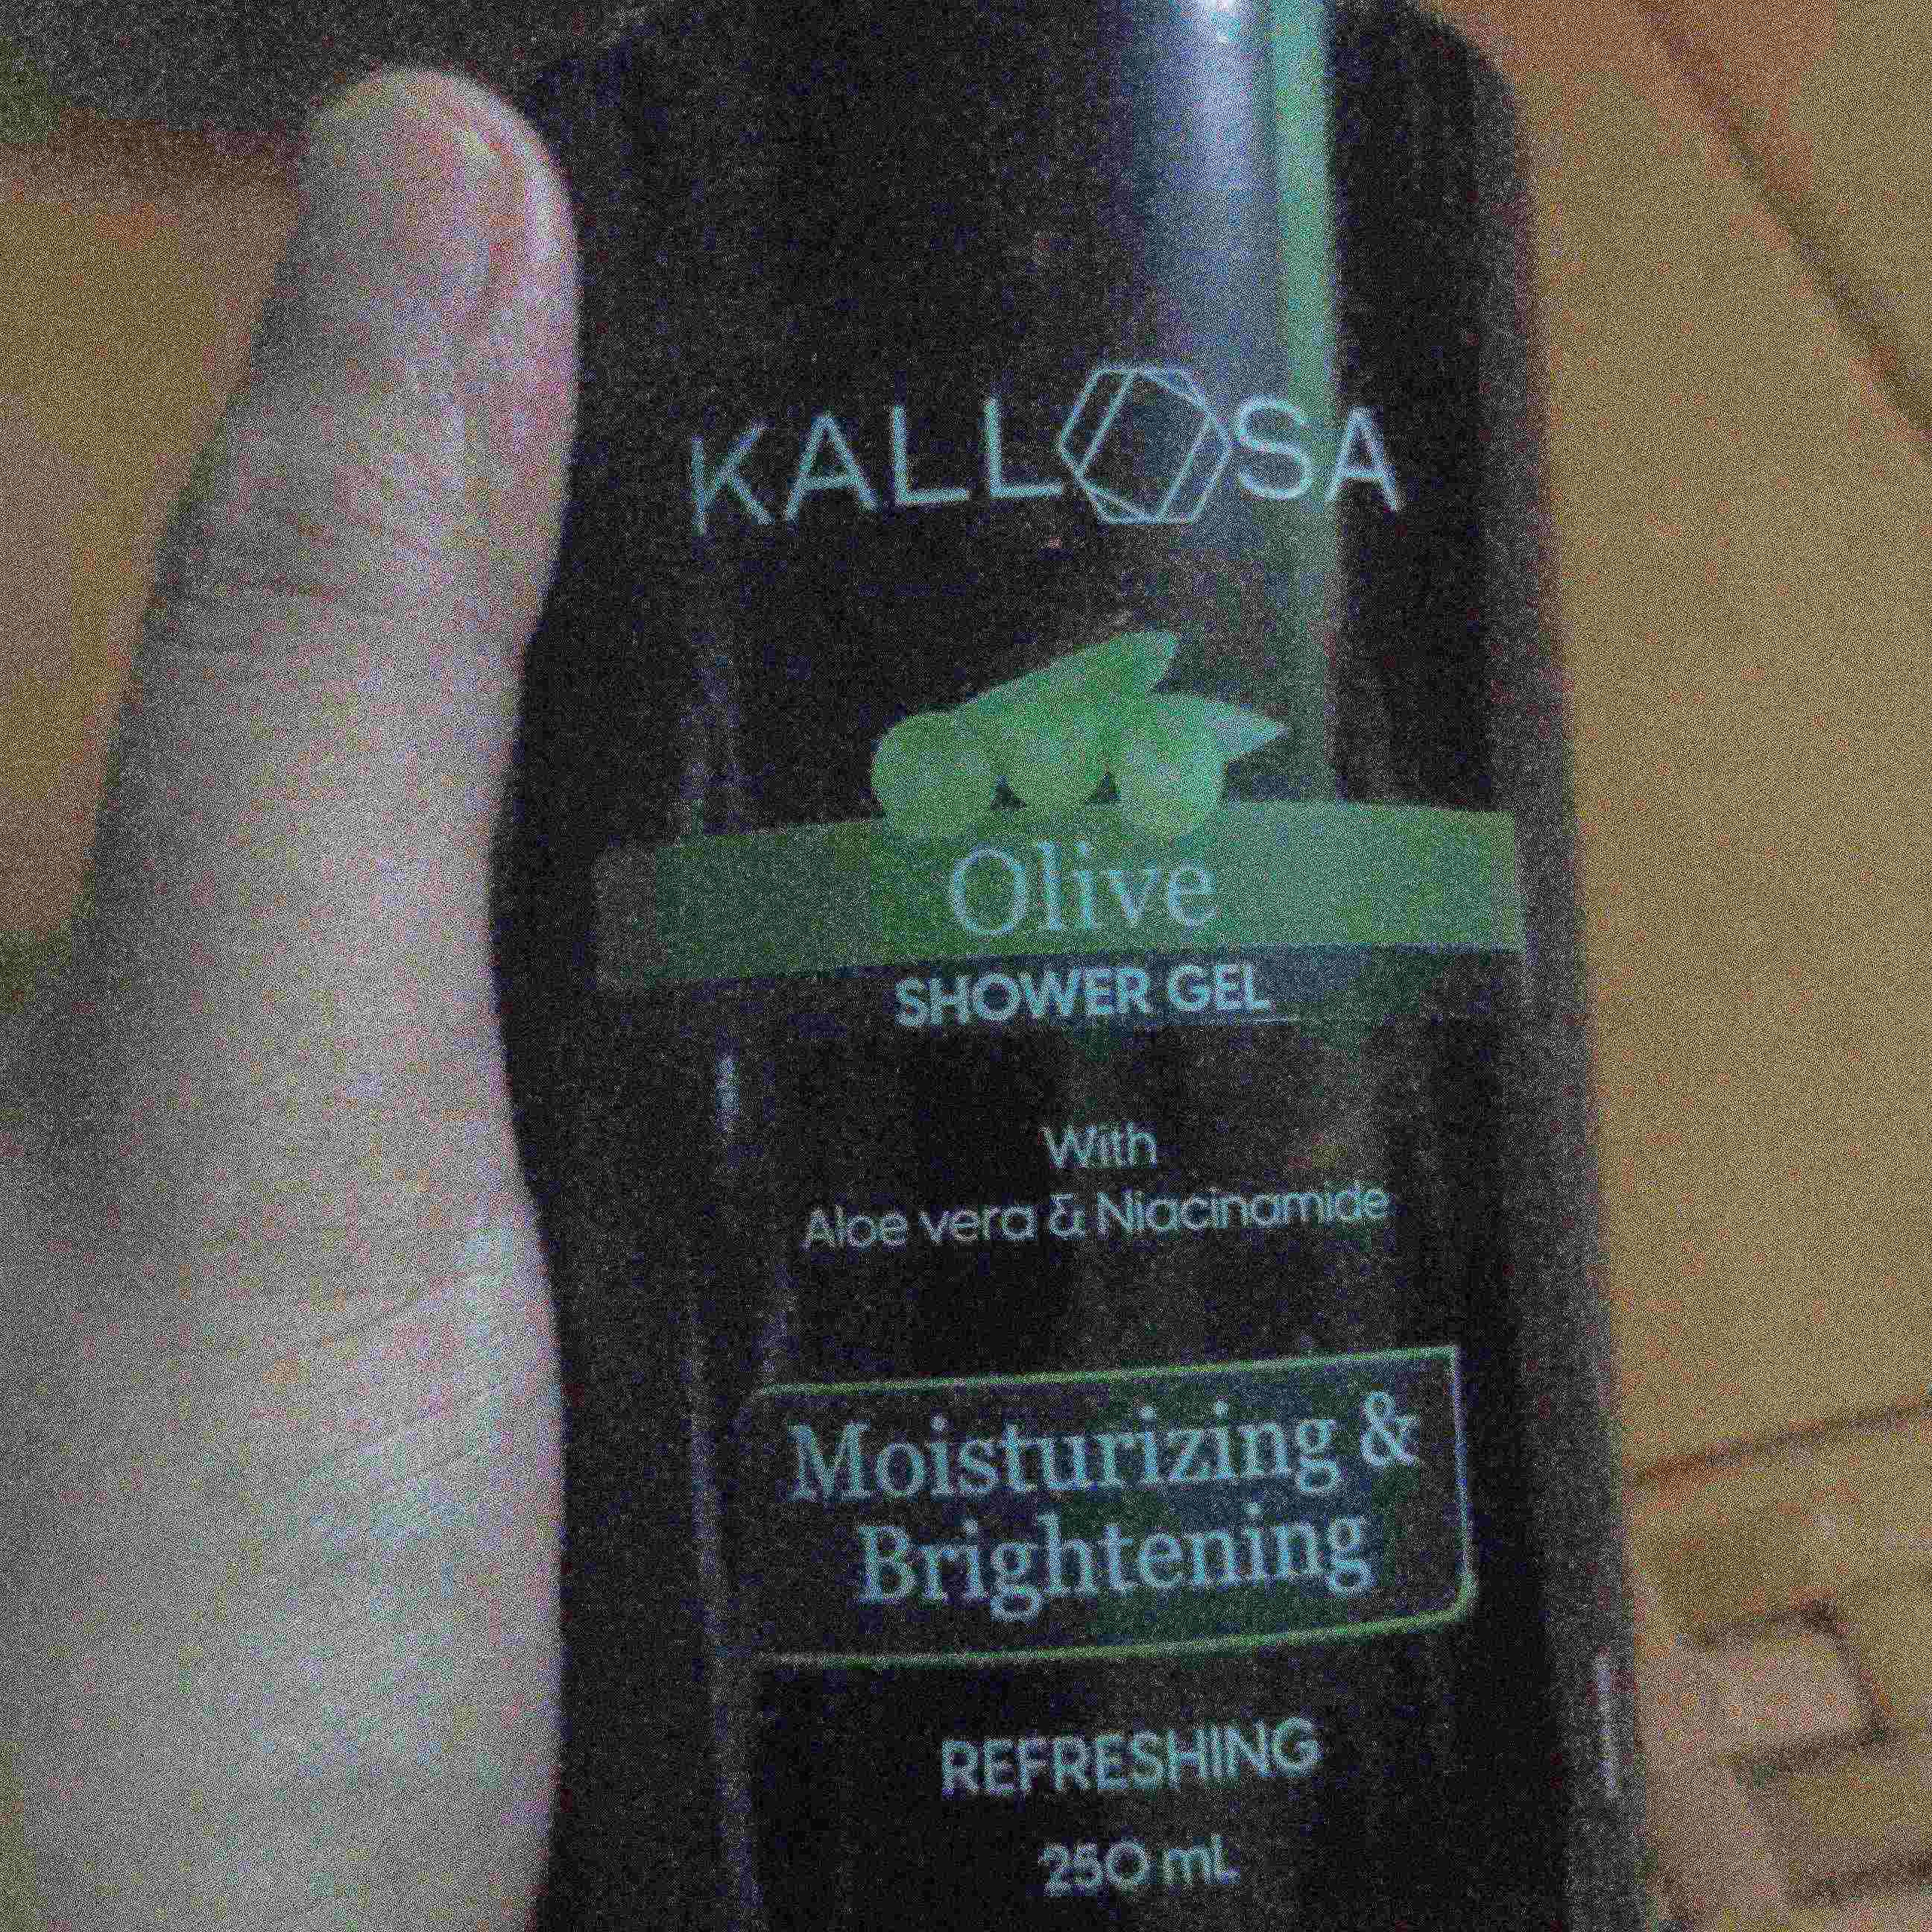 KALLOSA
Olive
SHOWER GEL
With
Aloe vera & Niacinamide
Moisturizing &
Brightening
REFRESHING
250 mL